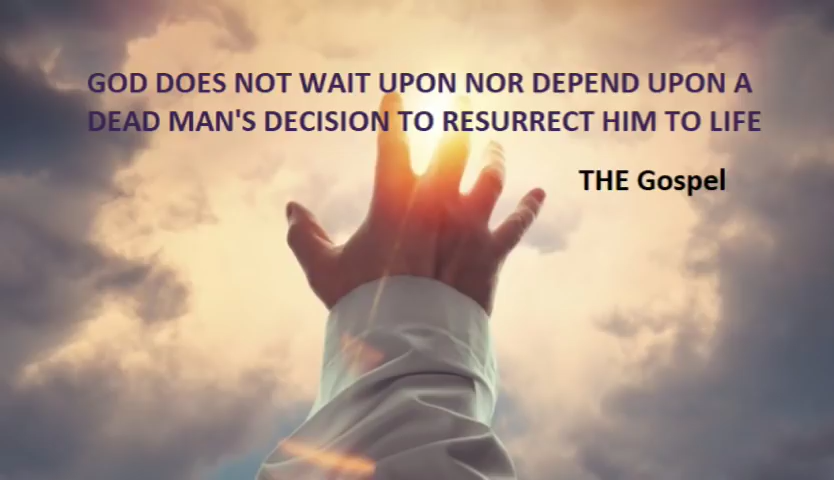 GOD DOES NOT WAIT UPON NOR DEPEND UPON A
DEAD MAN'S DECISION TO RESURRECT HIM TO LIFE
THE Gospel